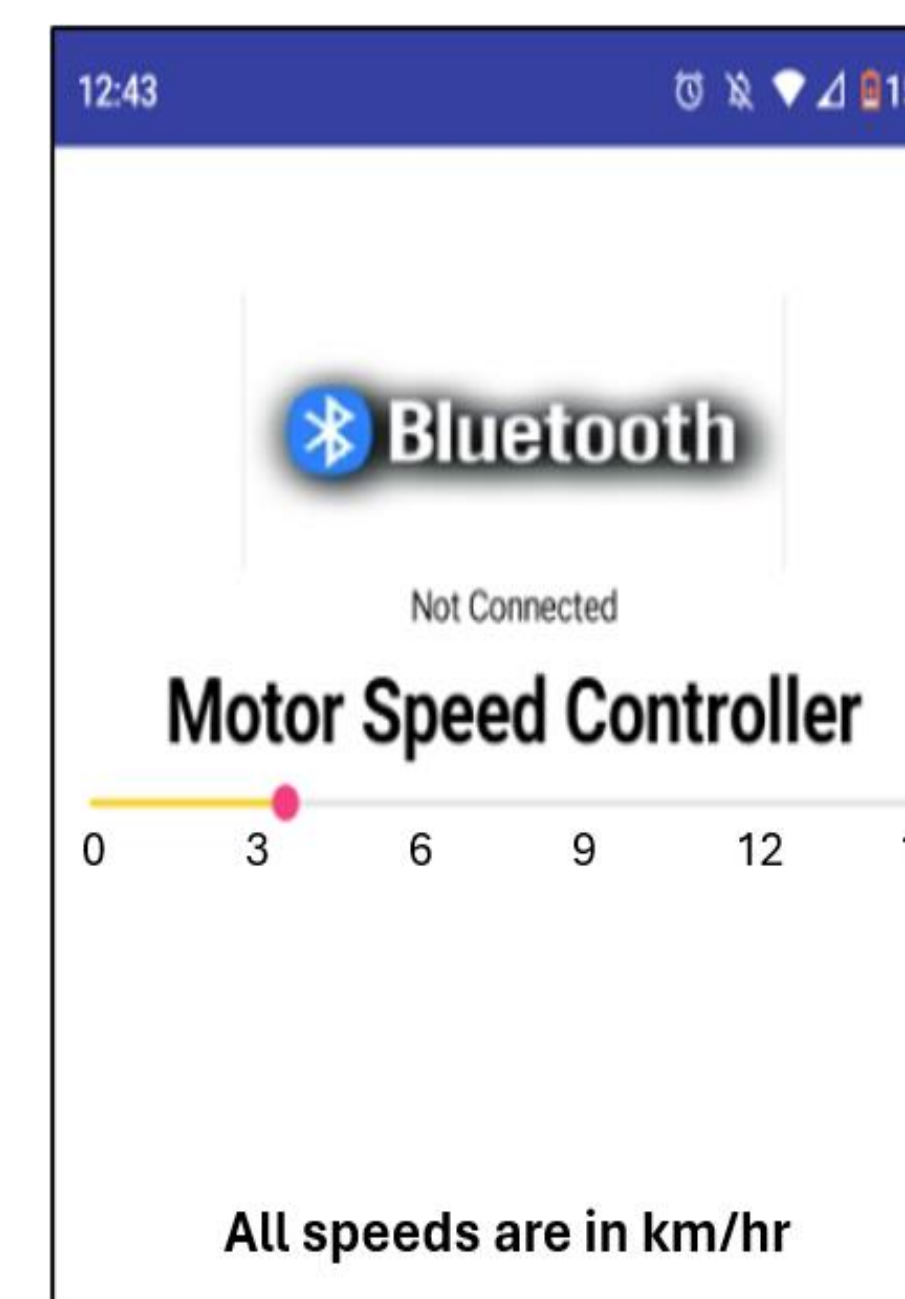 12:43
Bluetooth
Not Connected
Motor Speed Controller
0 3 6 9 12
All speeds are in km/hr